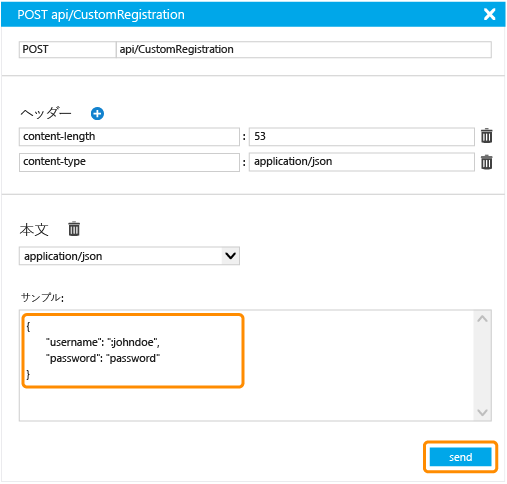 POST api/CustomRegistration
POST api/CustomRegistration
ヘッダー
content-length : 53
content-type : application/json
本文
application/json
サンプル:
{
"username": ":johndoe",
"password": "password"
}
send